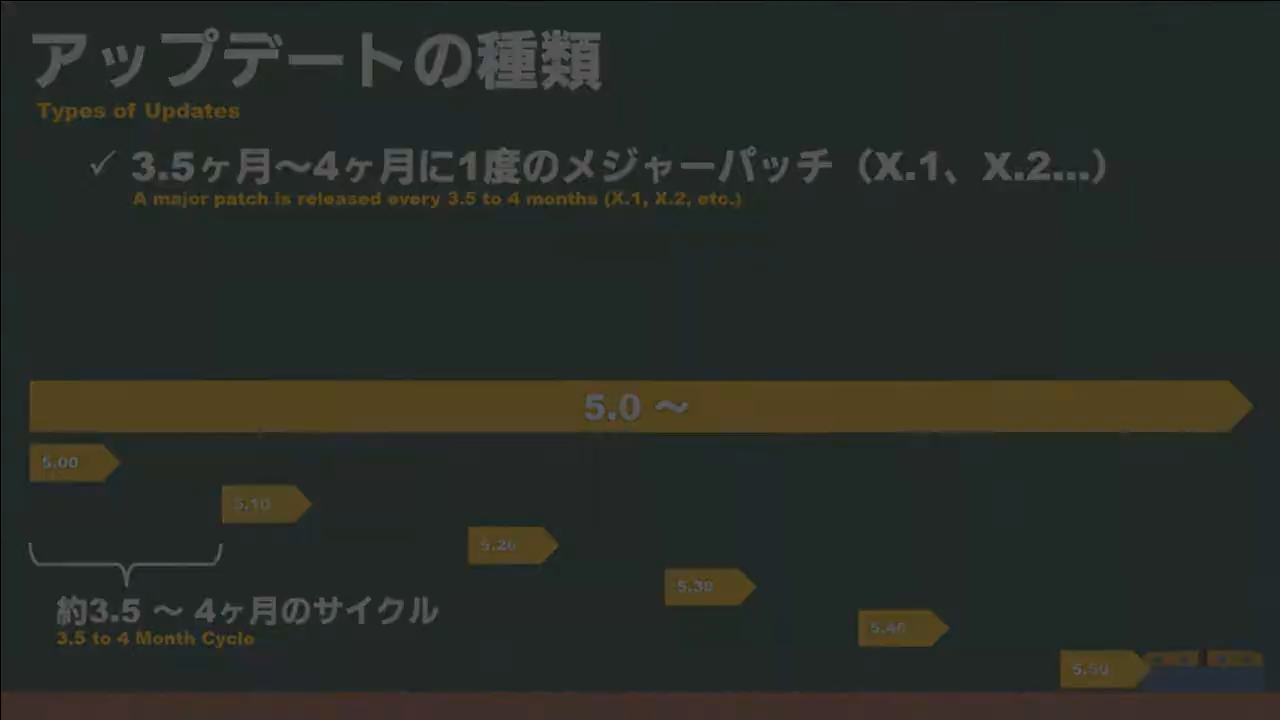 アップデートの種類
Types of Updates
✓ 3.5ヶ月～4ヶ月に1度のメジャーパッチ（X.1、X.2...）
A major patch is released every 3.5 to 4 months (X.1, X.2, etc.)
5.0 ～
5.00
5.10
5.20
5.30
5.40
5.50
約3.5 ～ 4ヶ月のサイクル
3.5 to 4 Month Cycle